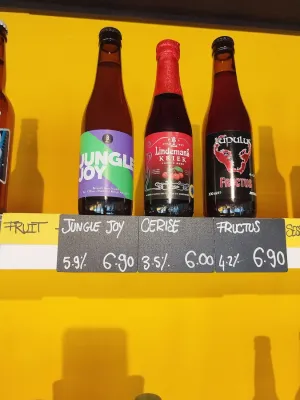 JUNGLE
JOY
Lindemans
KRIEK
Lupulus
FRUCTUS
FRUIT
JUNGLE JOY
5.9% 6.90
CERISE
3.5% 6.00
FRUCTUS
4.2% 6.90